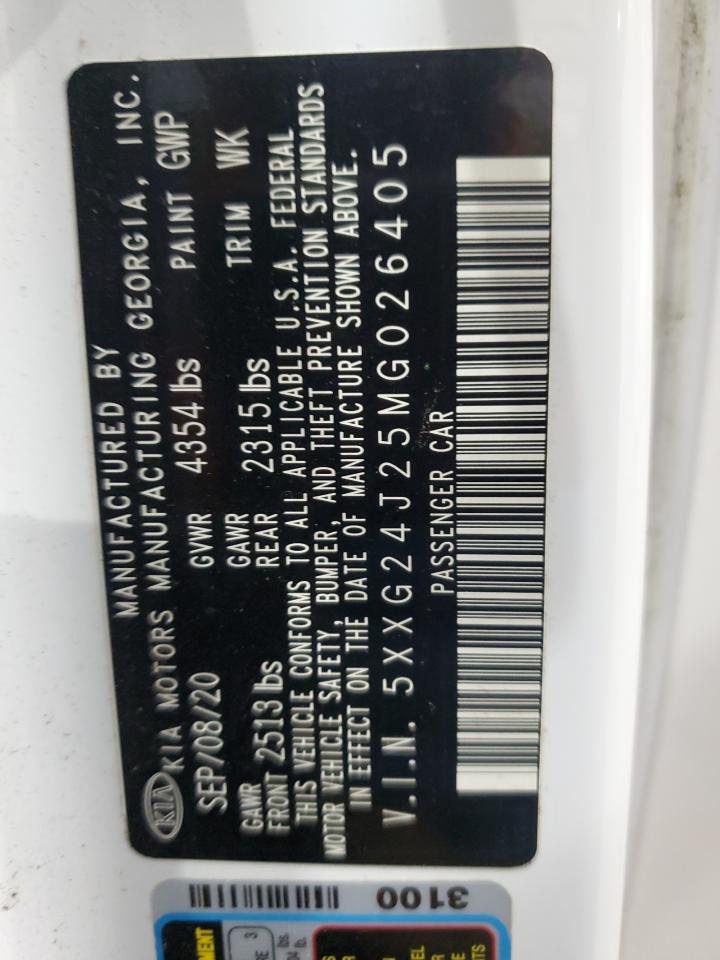 MANUFACTURED BY
KIA KIA MOTORS MANUFACTURING GEORGIA, INC.
SEP/08/20 GVWR 4354 lbs PAINT GWP
GAWR FRONT 2513 lbs GAWR REAR 2315 lbs TRIM WK
THIS VEHICLE CONFORMS TO ALL APPLICABLE U.S.A. FEDERAL
MOTOR VEHICLE SAFETY, BUMPER, AND THEFT PREVENTION STANDARDS
IN EFFECT ON THE DATE OF MANUFACTURE SHOWN ABOVE.
V.I.N. 5XXG24J25MG026405
PASSENGER CAR
3100